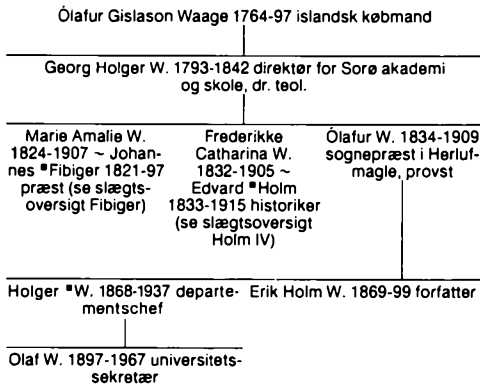 Ólafur Gislason Waage 1764-97 islandsk købmand
Georg Holger W. 1793-1842 direktør for Sorø akademi
og skole, dr. teol.
Marie Amalie W.
1824-1907 ~ Johan-
nes *Fibiger 1821-97
præst (se slægts-
oversigt Fibiger)
Frederikke
Catharina W.
1832-1905 ~
Edvard *Holm
1833-1915 historiker
(se slægtsoversigt
Holm IV)
Ólafur W. 1834-1909
sognepræst i Herluf-
magle, provst
Holger *W. 1868-1937 departe-
mentschef
Erik Holm W. 1869-99 forfatter
Olaf W. 1897-1967 universitets-
sekretær